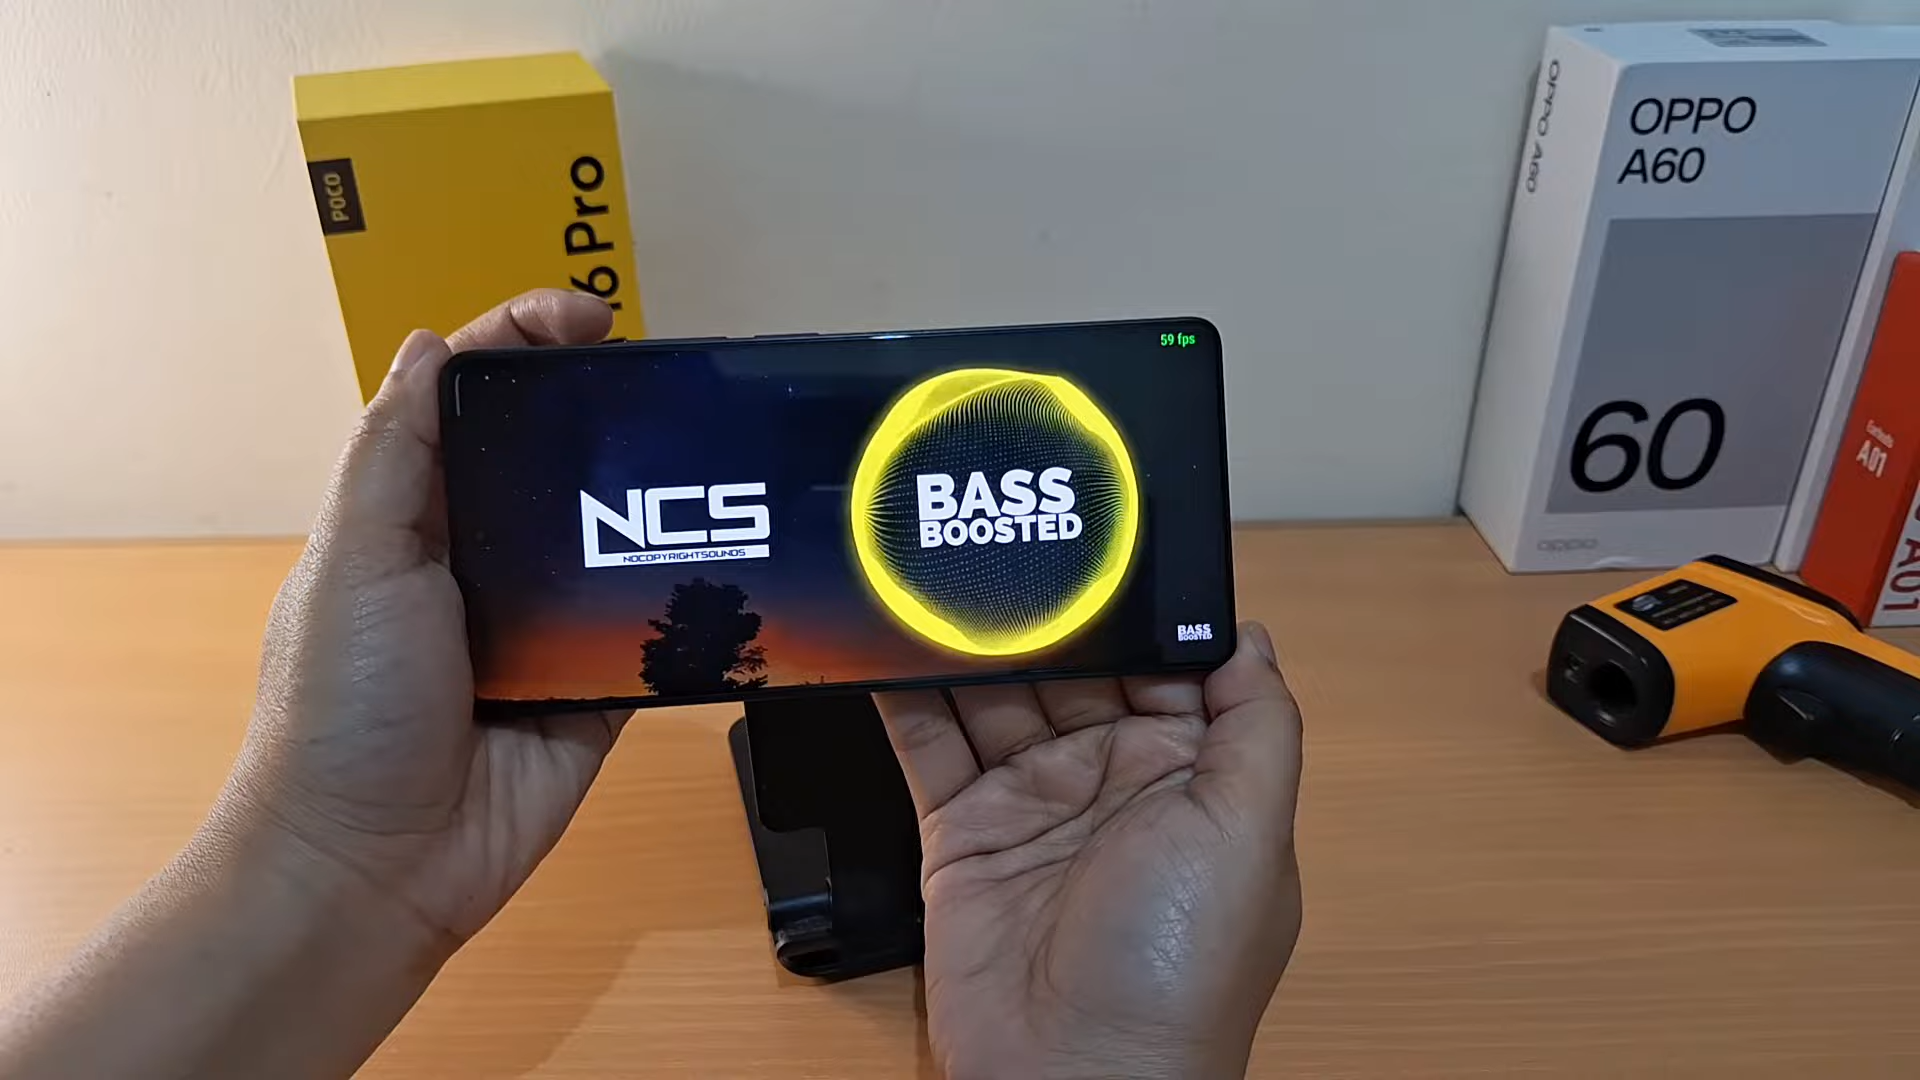 POCO
6 Pro
OPPO A60
OPPO
A60
60
OPPO
59 fps
NCS
NOCOPYRIGHTSOUNDS
BASS
BOOSTED
BASS
BOOSTED
A01
A01